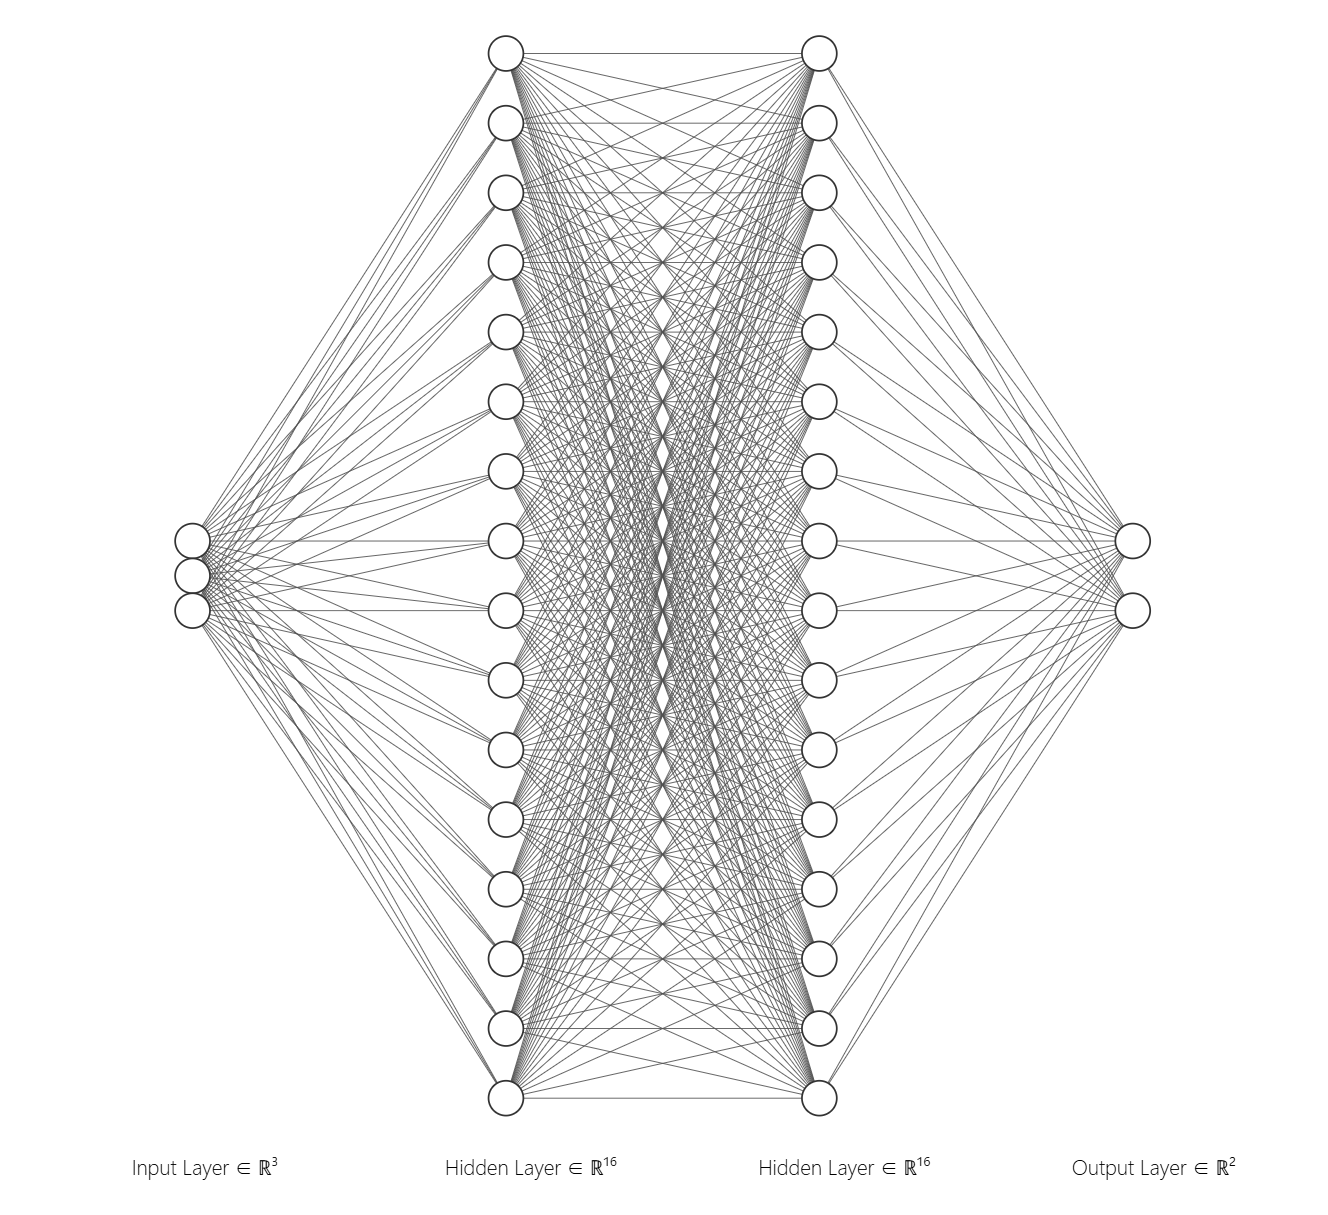 Input Layer ∈ ℝ³
Hidden Layer ∈ ℝ¹⁶
Hidden Layer ∈ ℝ¹⁶
Output Layer ∈ ℝ²